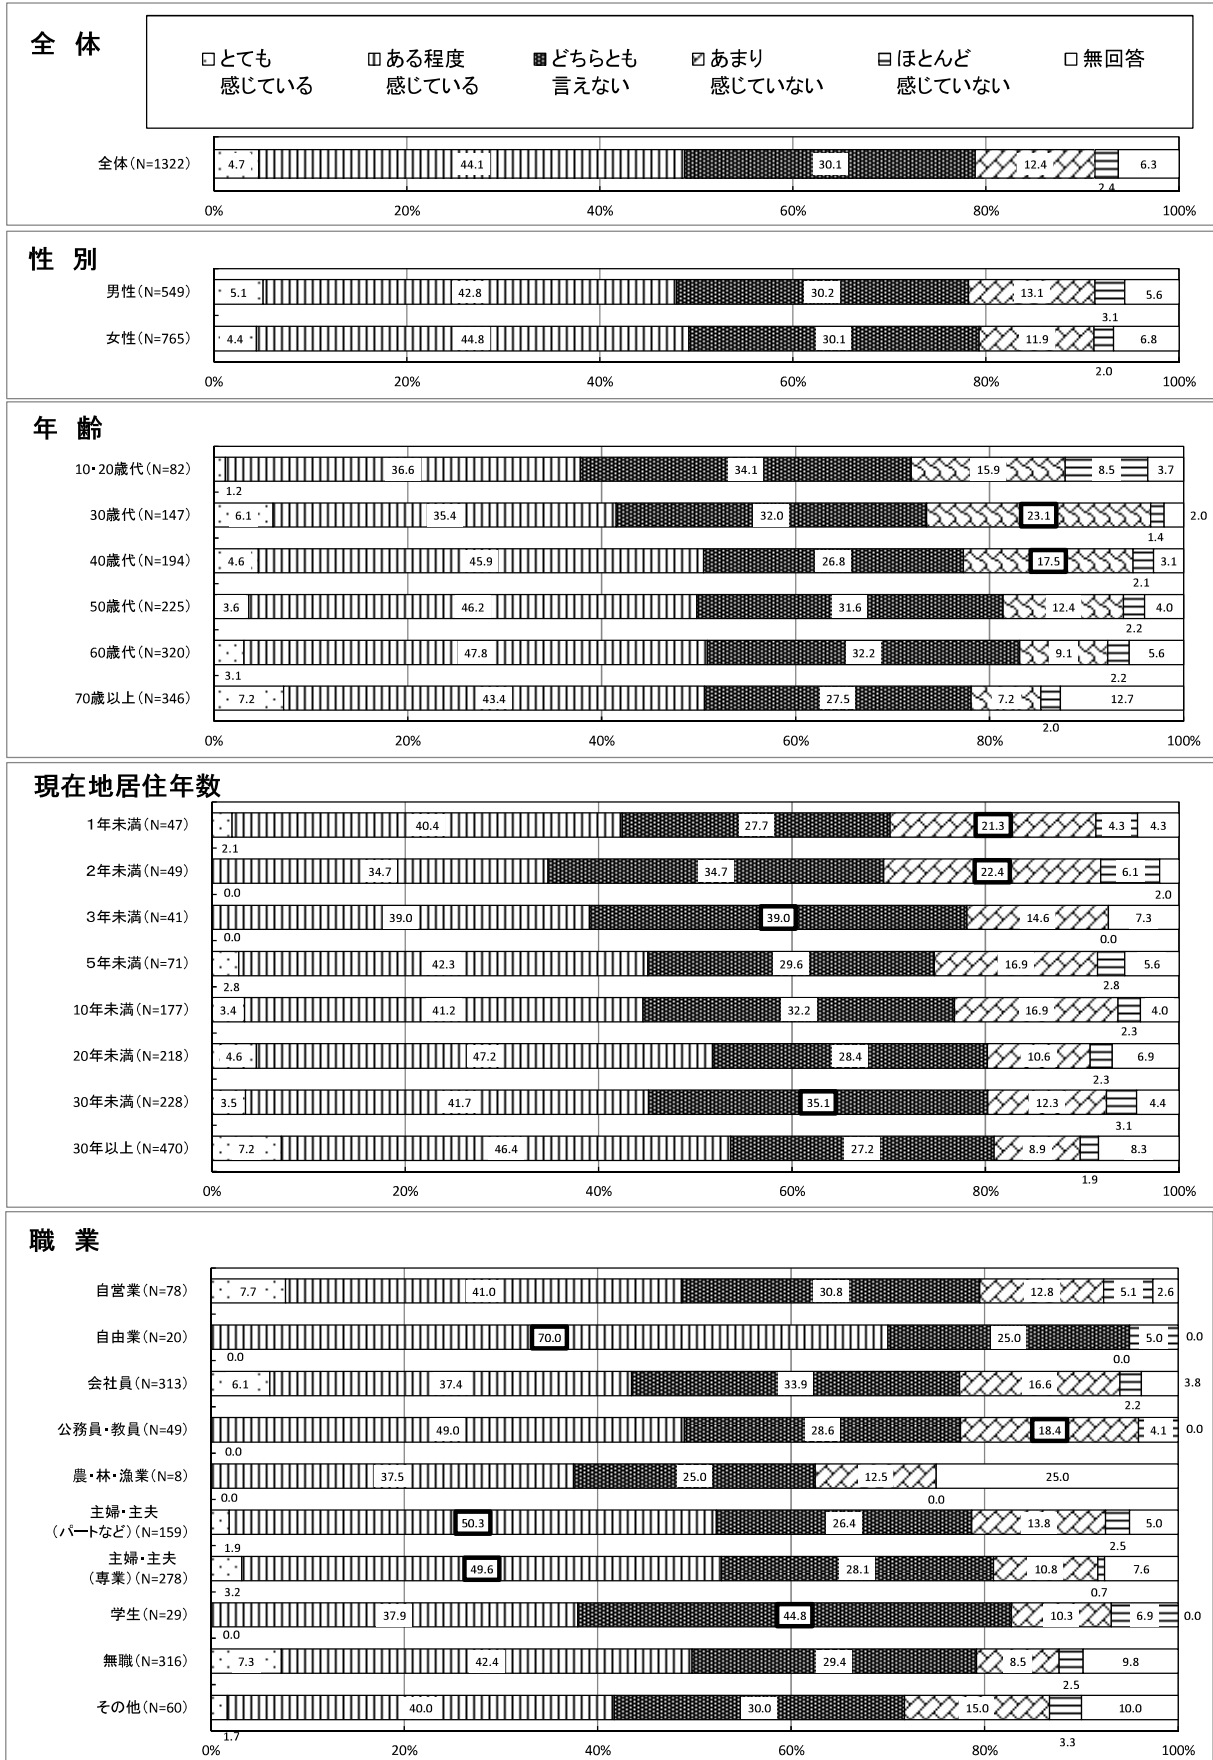 全 体
とても
感じている
ある程度
感じている
どちらとも
言えない
あまり
感じていない
ほとんど
感じていない
無回答
全体(N=1322) 4.7 44.1 30.1 12.4 2.4 6.3
0% 20% 40% 60% 80% 100%
性 別
男性(N=549) 5.1 42.8 30.2 13.1 3.1 5.6
女性(N=765) 4.4 44.8 30.1 11.9 2.0 6.8
0% 20% 40% 60% 80% 100%
年 齢
10・20歳代(N=82) 1.2 36.6 34.1 15.9 8.5 3.7
30歳代(N=147) 6.1 35.4 32.0 23.1 1.4 2.0
40歳代(N=194) 4.6 45.9 26.8 17.5 2.1 3.1
50歳代(N=225) 3.6 46.2 31.6 12.4 2.2 4.0
60歳代(N=320) 3.1 47.8 32.2 9.1 2.2 5.6
70歳以上(N=346) 7.2 43.4 27.5 7.2 2.0 12.7
0% 20% 40% 60% 80% 100%
現在地居住年数
1年未満(N=47) 2.1 40.4 27.7 21.3 4.3 4.3
2年未満(N=49) 0.0 34.7 34.7 22.4 6.1 2.0
3年未満(N=41) 0.0 39.0 39.0 14.6 0.0 7.3
5年未満(N=71) 2.8 42.3 29.6 16.9 2.8 5.6
10年未満(N=177) 3.4 41.2 32.2 16.9 2.3 4.0
20年未満(N=218) 4.6 47.2 28.4 10.6 2.3 6.9
30年未満(N=228) 3.5 41.7 35.1 12.3 3.1 4.4
30年以上(N=470) 7.2 46.4 27.2 8.9 1.9 8.3
0% 20% 40% 60% 80% 100%
職 業
自営業(N=78) 7.7 41.0 30.8 12.8 5.1 2.6
自由業(N=20) 0.0 70.0 25.0 0.0 5.0 0.0
会社員(N=313) 6.1 37.4 33.9 16.6 2.2 3.8
公務員・教員(N=49) 0.0 49.0 28.6 18.4 4.1 0.0
農・林・漁業(N=8) 0.0 37.5 25.0 12.5 0.0 25.0
主婦・主夫
(パートなど)(N=159) 1.9 50.3 26.4 13.8 2.5 5.0
主婦・主夫
(専業)(N=278) 3.2 49.6 28.1 10.8 0.7 7.6
学生(N=29) 0.0 37.9 44.8 10.3 6.9 0.0
無職(N=316) 7.3 42.4 29.4 8.5 2.5 9.8
その他(N=60) 1.7 40.0 30.0 15.0 3.3 10.0
0% 20% 40% 60% 80% 100%